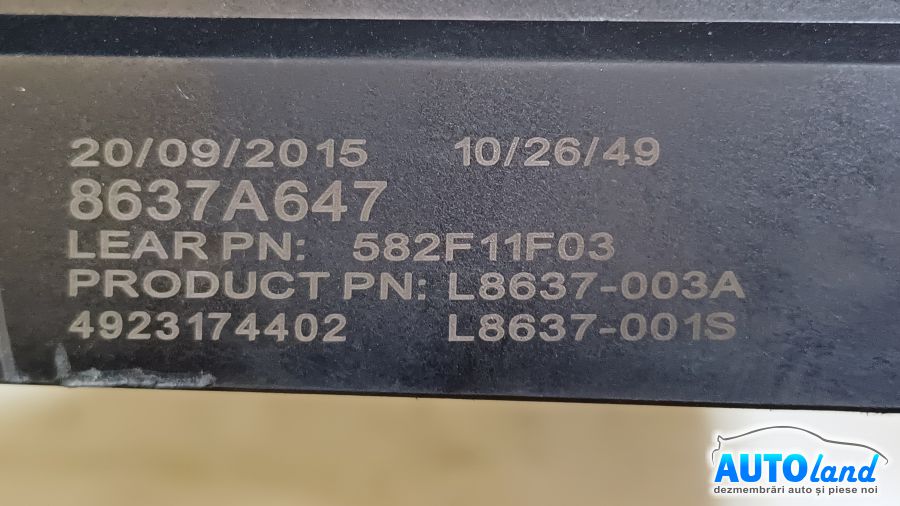 20/09/2015 10/26/49
8637A647
LEAR PN: 582F11F03
PRODUCT PN: L8637-003A
4923174402 L8637-001S
AUTOland
dezmembrări auto și piese noi